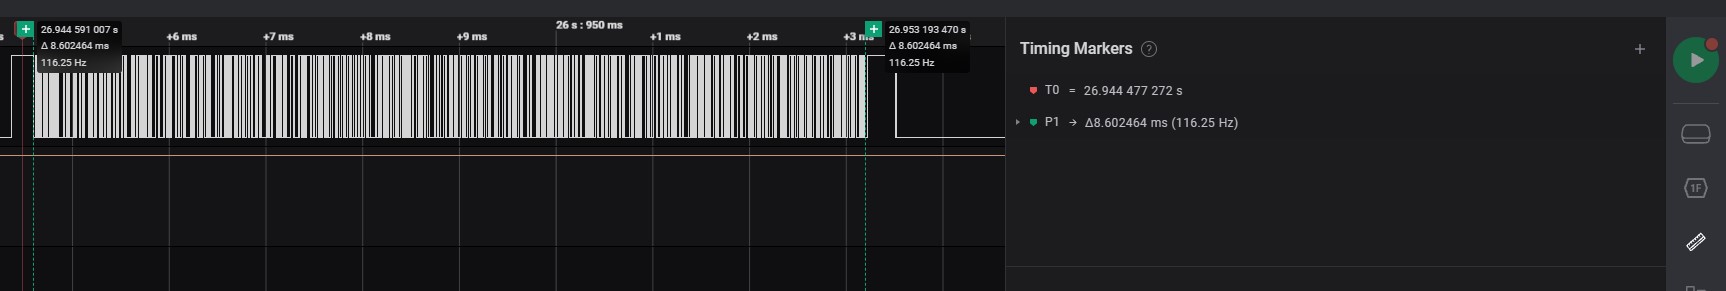 s
26.944 591 007 s
Δ 8.602464 ms
116.25 Hz
+6 ms
+7 ms
+8 ms
+9 ms
26 s : 950 ms
+1 ms
+2 ms
+3 ms
26.953 193 470 s
Δ 8.602464 ms
116.25 Hz
Timing Markers ?
T0 = 26.944 477 272 s
P1 → Δ8.602464 ms (116.25 Hz)
1F